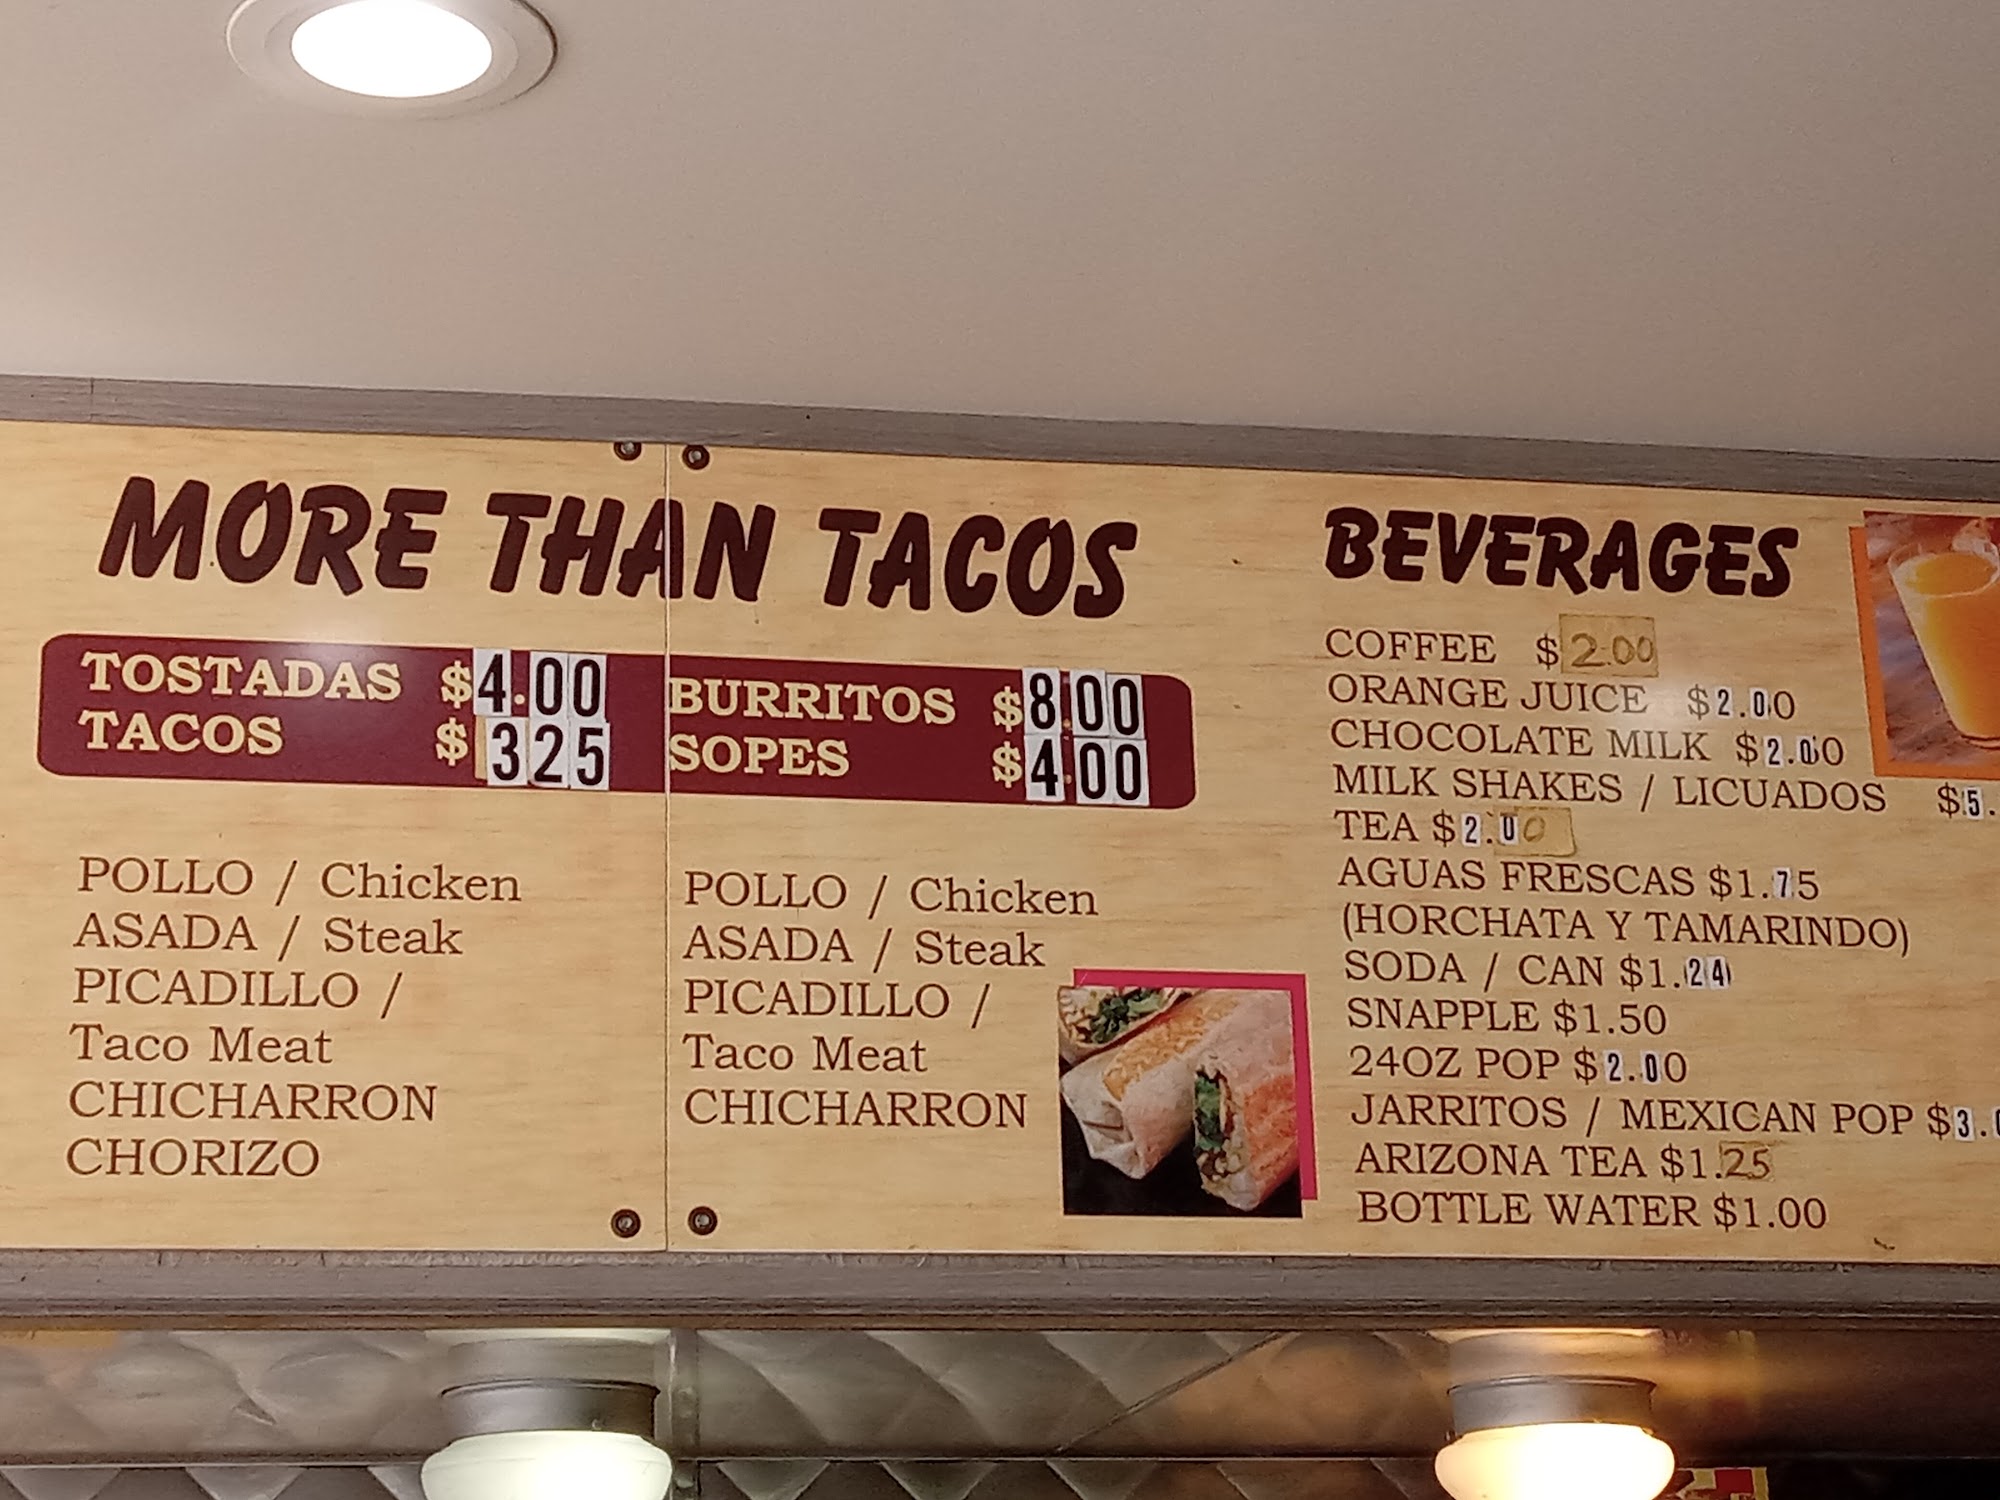 MORE THAN TACOS
TOSTADAS $4.00
TACOS $325
BURRITOS $8.00
SOPES $4.00
POLLO / Chicken
ASADA / Steak
PICADILLO /
Taco Meat
CHICHARRON
CHORIZO
POLLO / Chicken
ASADA / Steak
PICADILLO /
Taco Meat
CHICHARRON
BEVERAGES
COFFEE $2.00
ORANGE JUICE $2.00
CHOCOLATE MILK $2.00
MILK SHAKES / LICUADOS $5.
TEA $2.00
AGUAS FRESCAS $1.75
(HORCHATA Y TAMARINDO)
SODA / CAN $1.24
SNAPPLE $1.50
24OZ POP $2.00
JARRITOS / MEXICAN POP $3.
ARIZONA TEA $1.25
BOTTLE WATER $1.00